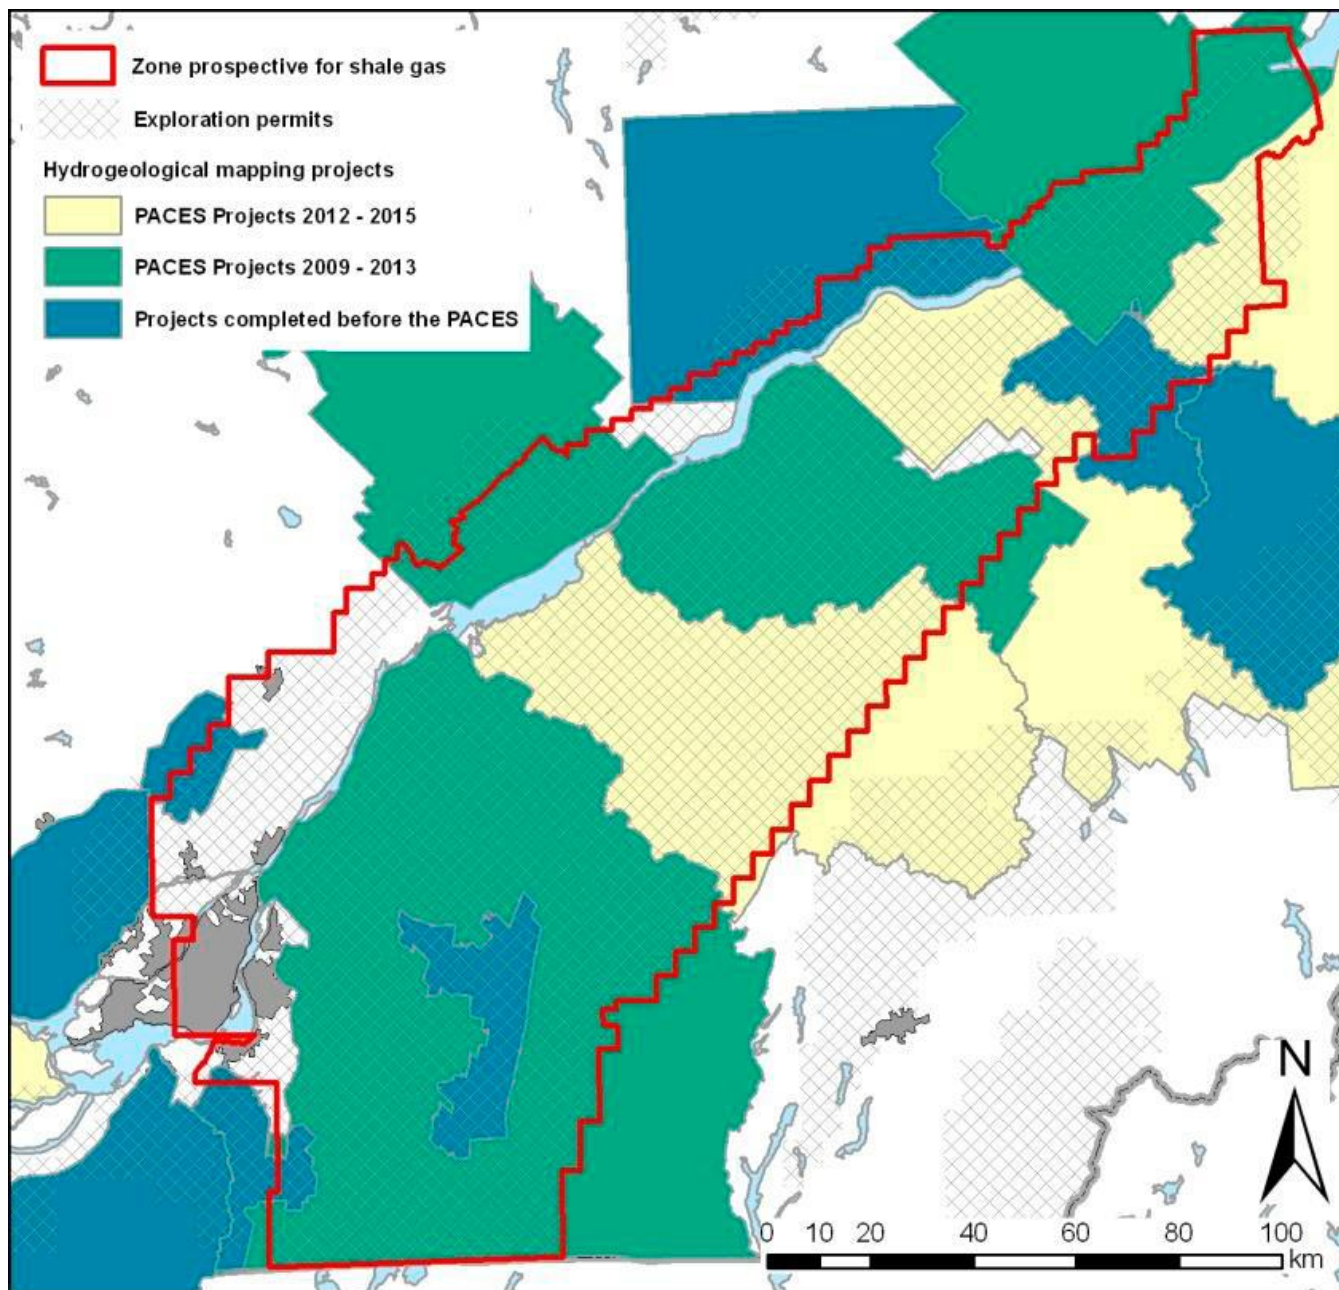 Zone prospective for shale gas
Exploration permits
Hydrogeological mapping projects
PACES Projects 2012 - 2015
PACES Projects 2009 - 2013
Projects completed before the PACES
N
0 10 20 40 60 80 100
km